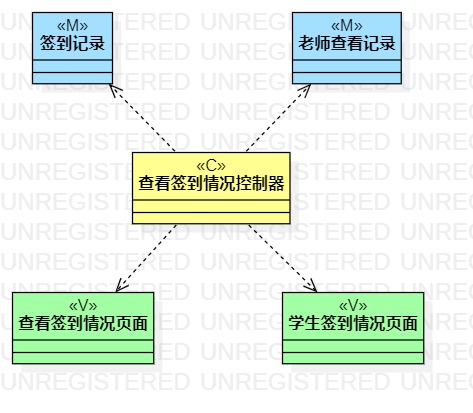 «M»
签到记录
«M»
老师查看记录
«C»
查看签到情况控制器
«V»
查看签到情况页面
«V»
学生签到情况页面
UNREGISTERED UNREGISTERED UNREGISTERED